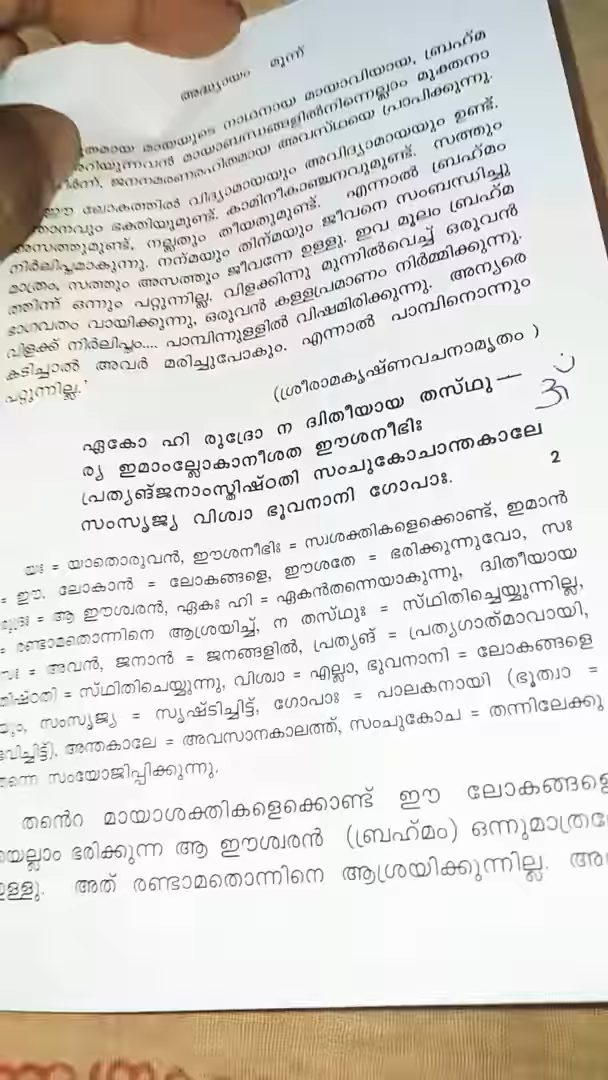 അദ്ധ്യായം മൂന്ന്
മായയുടെ നാഥനായ മായാവിയായ, ബ്രഹ്മ
റിയുന്നവൻ മായാബന്ധങ്ങളിൽനിന്നെല്ലാം മുക്തനാ
ജനനമരണരഹിതമായ അവസ്ഥയെ പ്രാപിക്കുന്നു.
ഈ ലോകത്തിൽ വിദ്യാമായയും അവിദ്യാമായയും ഉണ്ട്.
ഭക്തിയുമുണ്ട്. കാമിനീകാഞ്ചനവുമുണ്ട്. സത്തും
അസത്തുമുണ്ട്, നല്ലതും തീയതുമുണ്ട്. എന്നാൽ ബ്രഹ്മം
നിർലിപ്തമാകുന്നു. നന്മയും തിന്മയും ജീവനെ സംബന്ധിച്ചു
മാത്രം, സത്തും അസത്തും ജീവന്നേ ഉള്ളൂ. ഇവ മൂലം ബ്രഹ്മ
ത്തിന്ന് ഒന്നും പറ്റുന്നില്ല. വിളക്കിന്നു മുന്നിൽവെച്ച് ഒരുവൻ
ഭാഗവതം വായിക്കുന്നു, ഒരുവൻ കള്ളപ്രമാണം നിർമ്മിക്കുന്നു.
വിളക്ക് നിർലിപ്തം.... പാമ്പിന്നുള്ളിൽ വിഷമിരിക്കുന്നു. അന്യരെ
കടിച്ചാൽ അവർ മരിച്ചുപോകും. എന്നാൽ പാമ്പിനൊന്നും
പറ്റുന്നില്ല.'
(ശ്രീരാമകൃഷ്ണവചനാമൃതം )
ഏകോ ഹി രുദ്രോ ന ദ്വിതീയായ തസ്ഥു—
ര്യ ഇമാംല്ലോകാനീശത ഈശനീഭിഃ
പ്രത്യങ്ജനാംസ്തിഷ്ഠതി സംചുകോചാന്തകാലേ
സംസൃജ്യ വിശ്വാ ഭുവനാനി ഗോപാഃ. 2
യഃ = യാതൊരുവൻ, ഈശനീഭിഃ = സ്വശക്തികളെക്കൊണ്ട്, ഇമാൻ
= ഈ, ലോകാൻ = ലോകങ്ങളെ, ഈശതേ = ഭരിക്കുന്നുവോ, സഃ
= ആ ഈശ്വരൻ, ഏകഃ ഹി = ഏകൻതന്നെയാകുന്നു, ദ്വിതീയായ
= രണ്ടാമതൊന്നിനെ ആശ്രയിച്ച്, ന തസ്ഥുഃ = സ്ഥിതിച്ചെയ്യുന്നില്ല,
സഃ = അവൻ, ജനാൻ = ജനങ്ങളിൽ, പ്രത്യങ് = പ്രത്യഗാത്മാവായി,
തിഷ്ഠതി = സ്ഥിതിചെയ്യുന്നു, വിശ്വാ = എല്ലാ, ഭുവനാനി = ലോകങ്ങളെ
യും, സംസൃജ്യ = സൃഷ്ടിച്ചിട്ട്, ഗോപാഃ = പാലകനായി (ഭൂത്വാ =
ഭവിച്ചിട്ട്), അന്തകാലേ = അവസാനകാലത്ത്, സംചുകോച = തന്നിലേക്കു
തന്നെ സംയോജിപ്പിക്കുന്നു.
തൻെറ മായാശക്തികളെക്കൊണ്ട് ഈ ലോകങ്ങളെ
യെല്ലാം ഭരിക്കുന്ന ആ ഈശ്വരൻ (ബ്രഹ്മം) ഒന്നുമാത്രമേ
ഉള്ളു. അത് രണ്ടാമതൊന്നിനെ ആശ്രയിക്കുന്നില്ല.